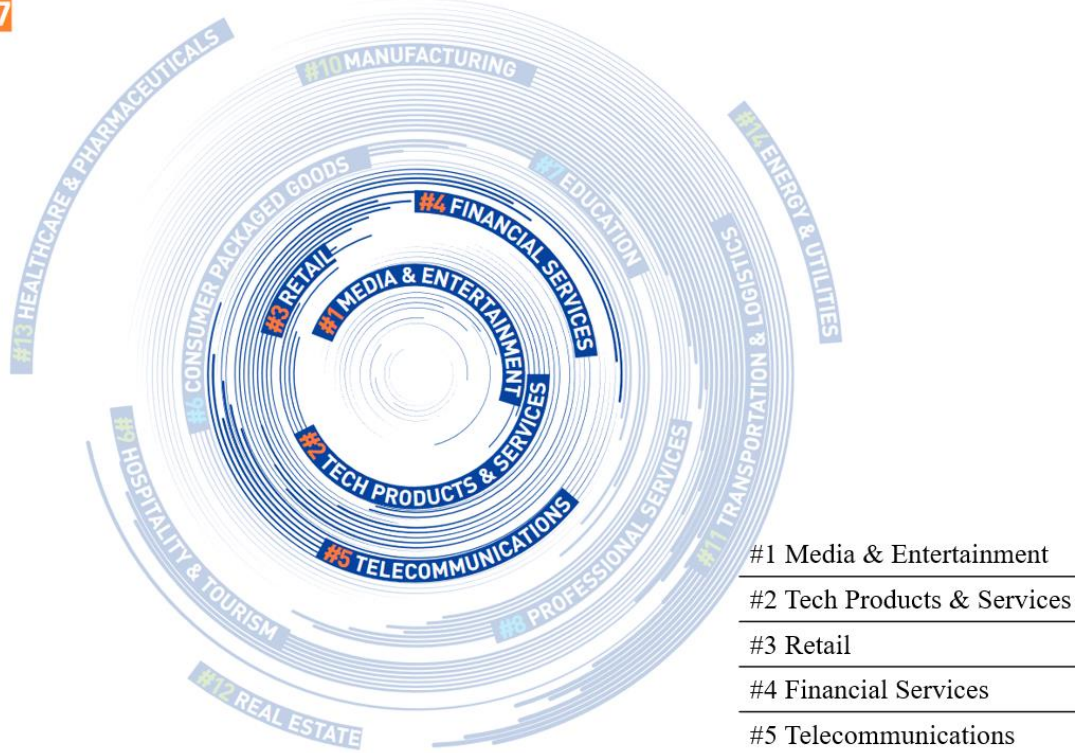 7
#10 MANUFACTURING
#13 HEALTHCARE & PHARMACEUTICALS
#14 ENERGY & UTILITIES
#6 CONSUMER PACKAGED GOODS
#7 EDUCATION
#4 FINANCIAL SERVICES
#3 RETAIL
#1 MEDIA & ENTERTAINMENT
#2 TECH PRODUCTS & SERVICES
#5 TELECOMMUNICATIONS
#11 TRANSPORTATION & LOGISTICS
#9 HOSPITALITY & TOURISM
#8 PROFESSIONAL SERVICES
#12 REAL ESTATE
#1 Media & Entertainment
#2 Tech Products & Services
#3 Retail
#4 Financial Services
#5 Telecommunications